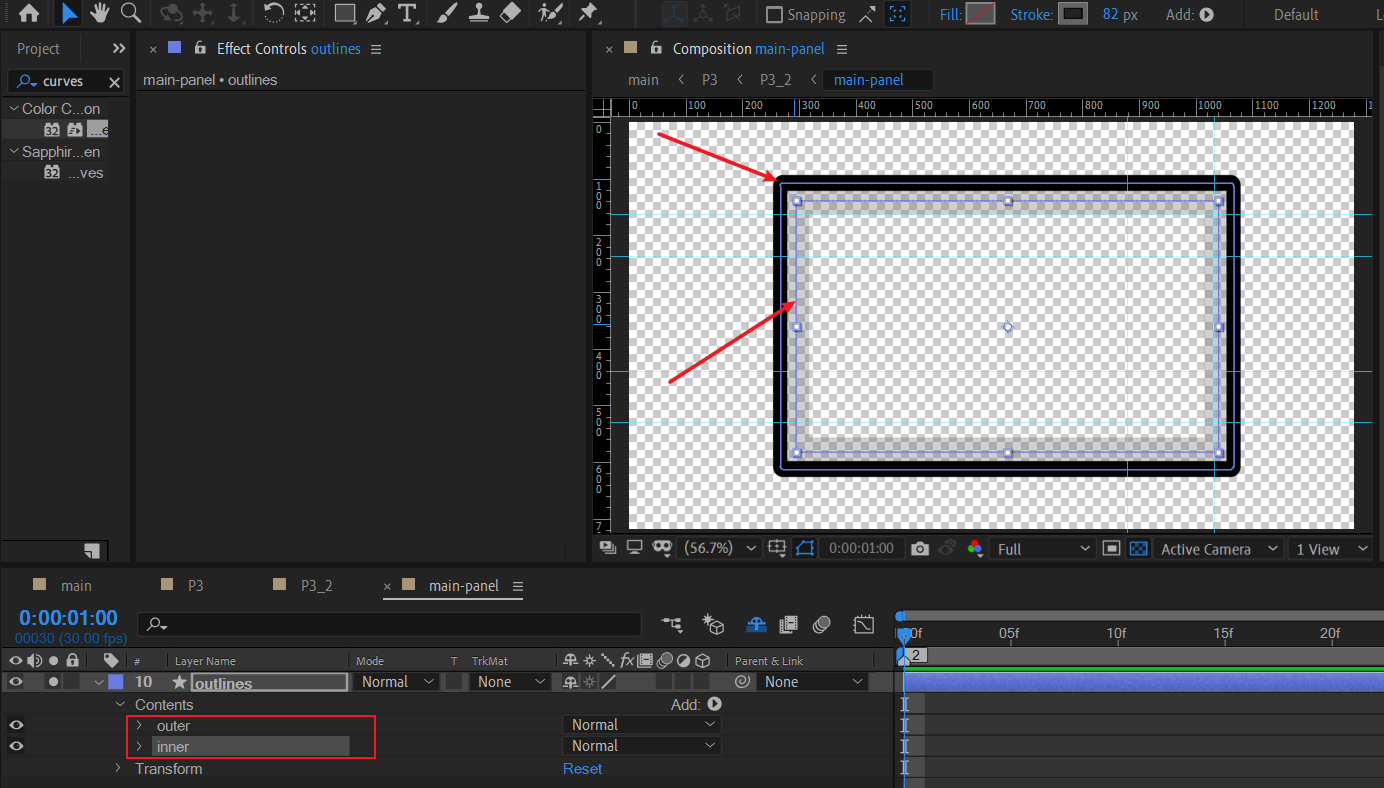 Snapping Fill: Stroke: 82 px Add: Default
Project
Effect Controls outlines
Composition main-panel
curves
main-panel • outlines
main P3 P3_2 main-panel
Color C...on
...e
Sapphir...en
...ves
0 100 200 300 400 500 600 700 800 900 1000 1100 1200
0
100
200
300
400
500
600
7
(56.7%) 0:00:01:00 Full Active Camera 1 View
main P3 P3_2 main-panel
0:00:01:00
00030 (30.00 fps)
00f 05f 10f 15f 20f
2
# Layer Name Mode T TrkMat fx Parent & Link
10 outlines Normal None None
Contents Add:
outer Normal
inner Normal
Transform Reset